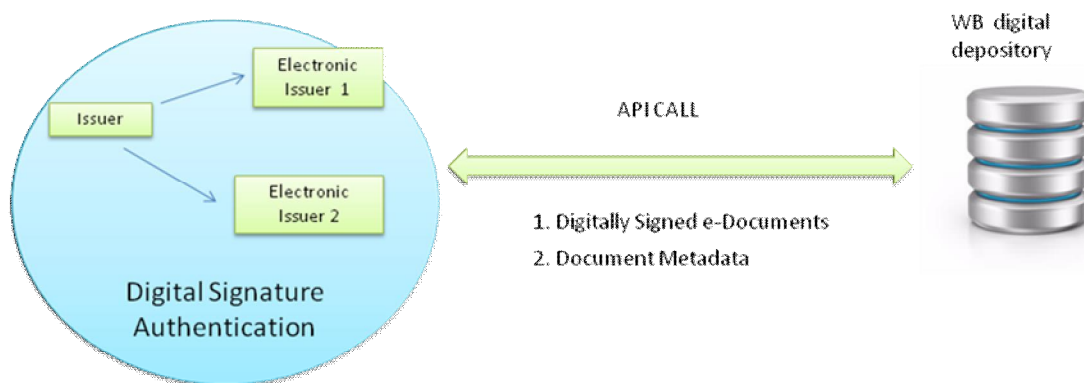 WB digital
depository
Electronic
Issuer 1
Issuer
API CALL
Electronic
Issuer 2
1. Digitally Signed e-Documents
2. Document Metadata
Digital Signature
Authentication